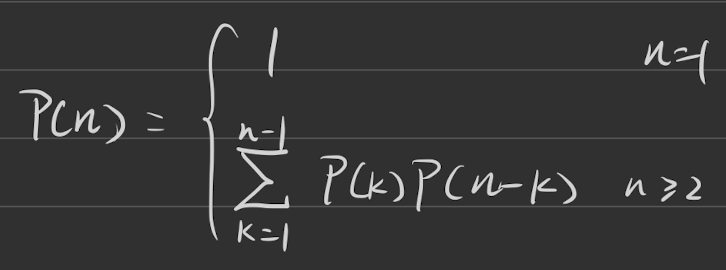 P(n) = { 1 n=1
n-1
∑ P(k)P(n-k) n≥2
k=1